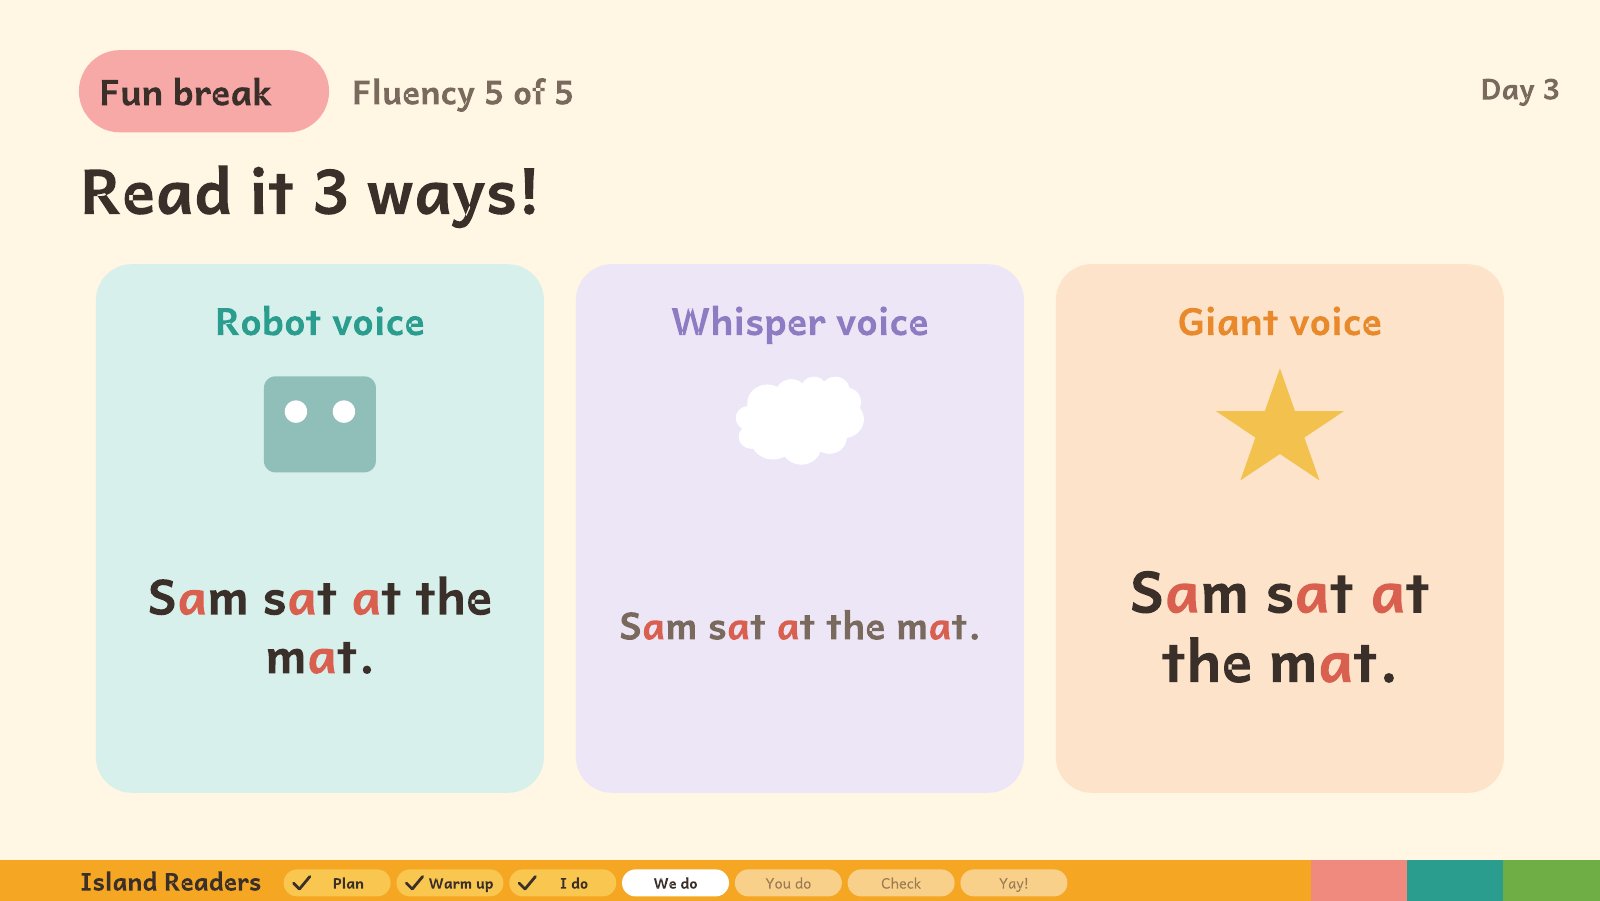 Fun break
Fluency 5 of 5
Day 3
Read it 3 ways!
Robot voice
Sam sat at the
mat.
Whisper voice
Sam sat at the mat.
Giant voice
Sam sat at
the mat.
Island Readers
Plan
Warm up
I do
We do
You do
Check
Yay!